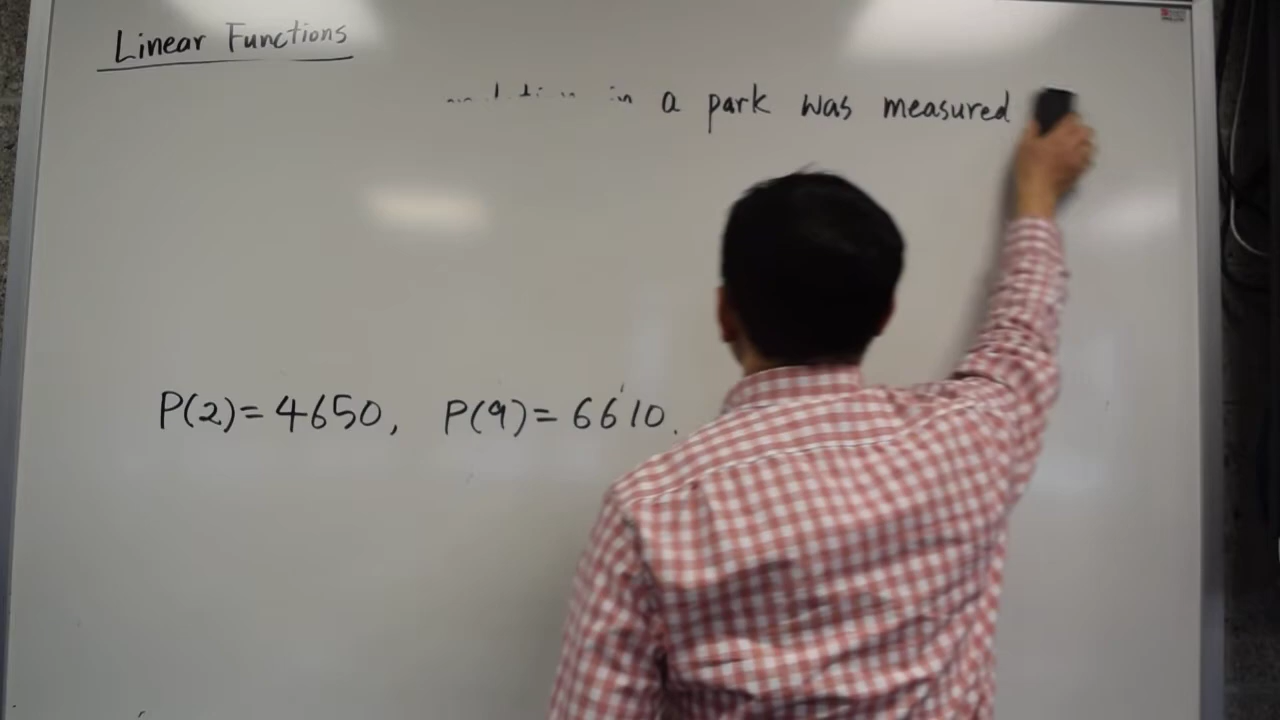 Linear Functions
in a park was measured
P(2)=4650, P(9)=6610.